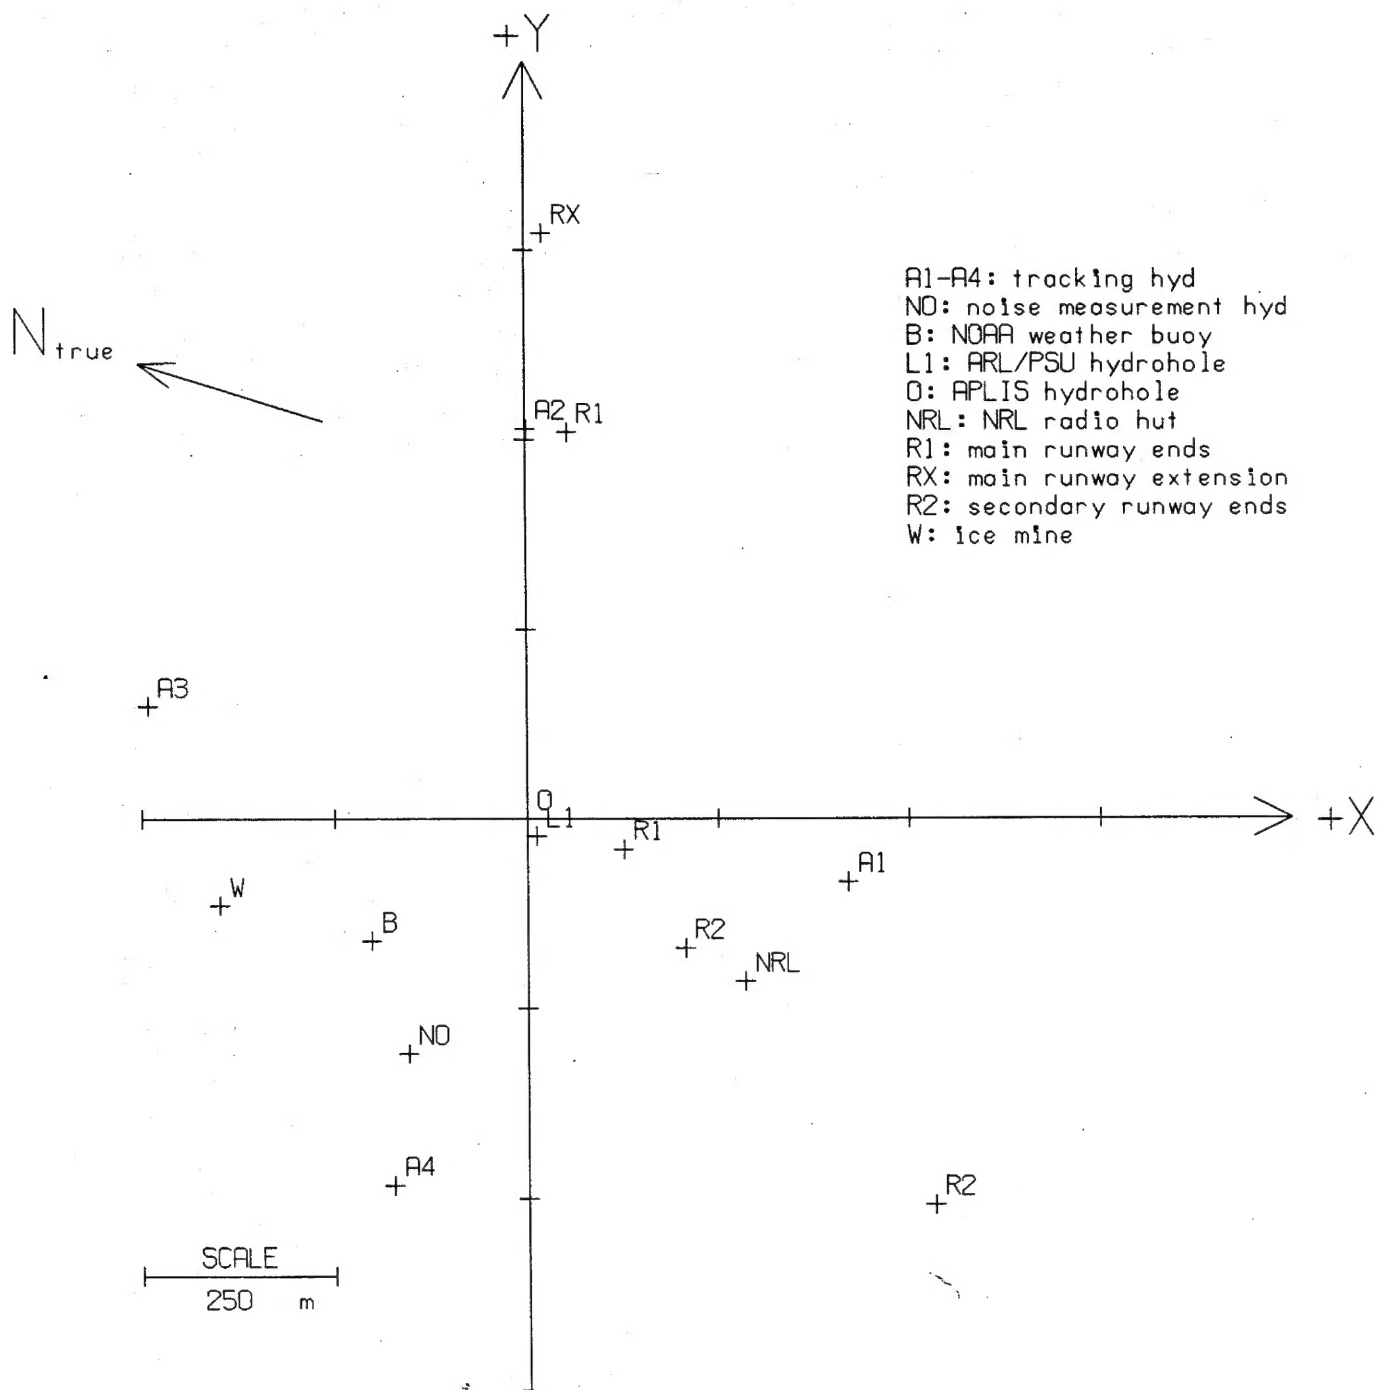 +Y
RX
A1-A4: tracking hyd
NO: noise measurement hyd
B: NOAA weather buoy
L1: ARL/PSU hydrohole
O: APLIS hydrohole
NRL: NRL radio hut
R1: main runway ends
RX: main runway extension
R2: secondary runway ends
W: ice mine
N true
A2 R1
A3
O
L1
R1
+X
A1
W
B
R2
NRL
NO
A4
R2
SCALE
250 m